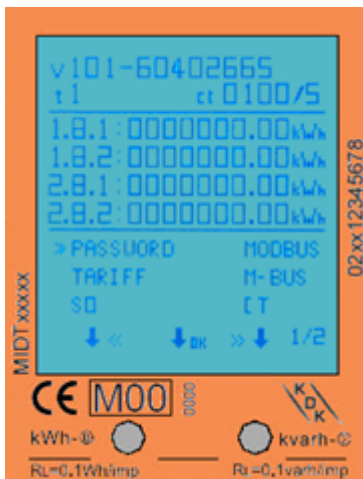 v101-60402665
t1 ct 0100/5
1.8.1:0000000.00kWh
1.8.2:0000000.00kWh
2.8.1:0000000.00kWh
2.8.2:0000000.00kWh
» PASSWORD MODBUS
TARIFF M-BUS
S0 CT
↓ « ↓OK » ↓ 1/2
MIDT xxxxx
02xx12345678
CE M00 0000 KDK
kWh-① kvarh-②
RL=0.1Wh/imp RL=0.1varh/imp